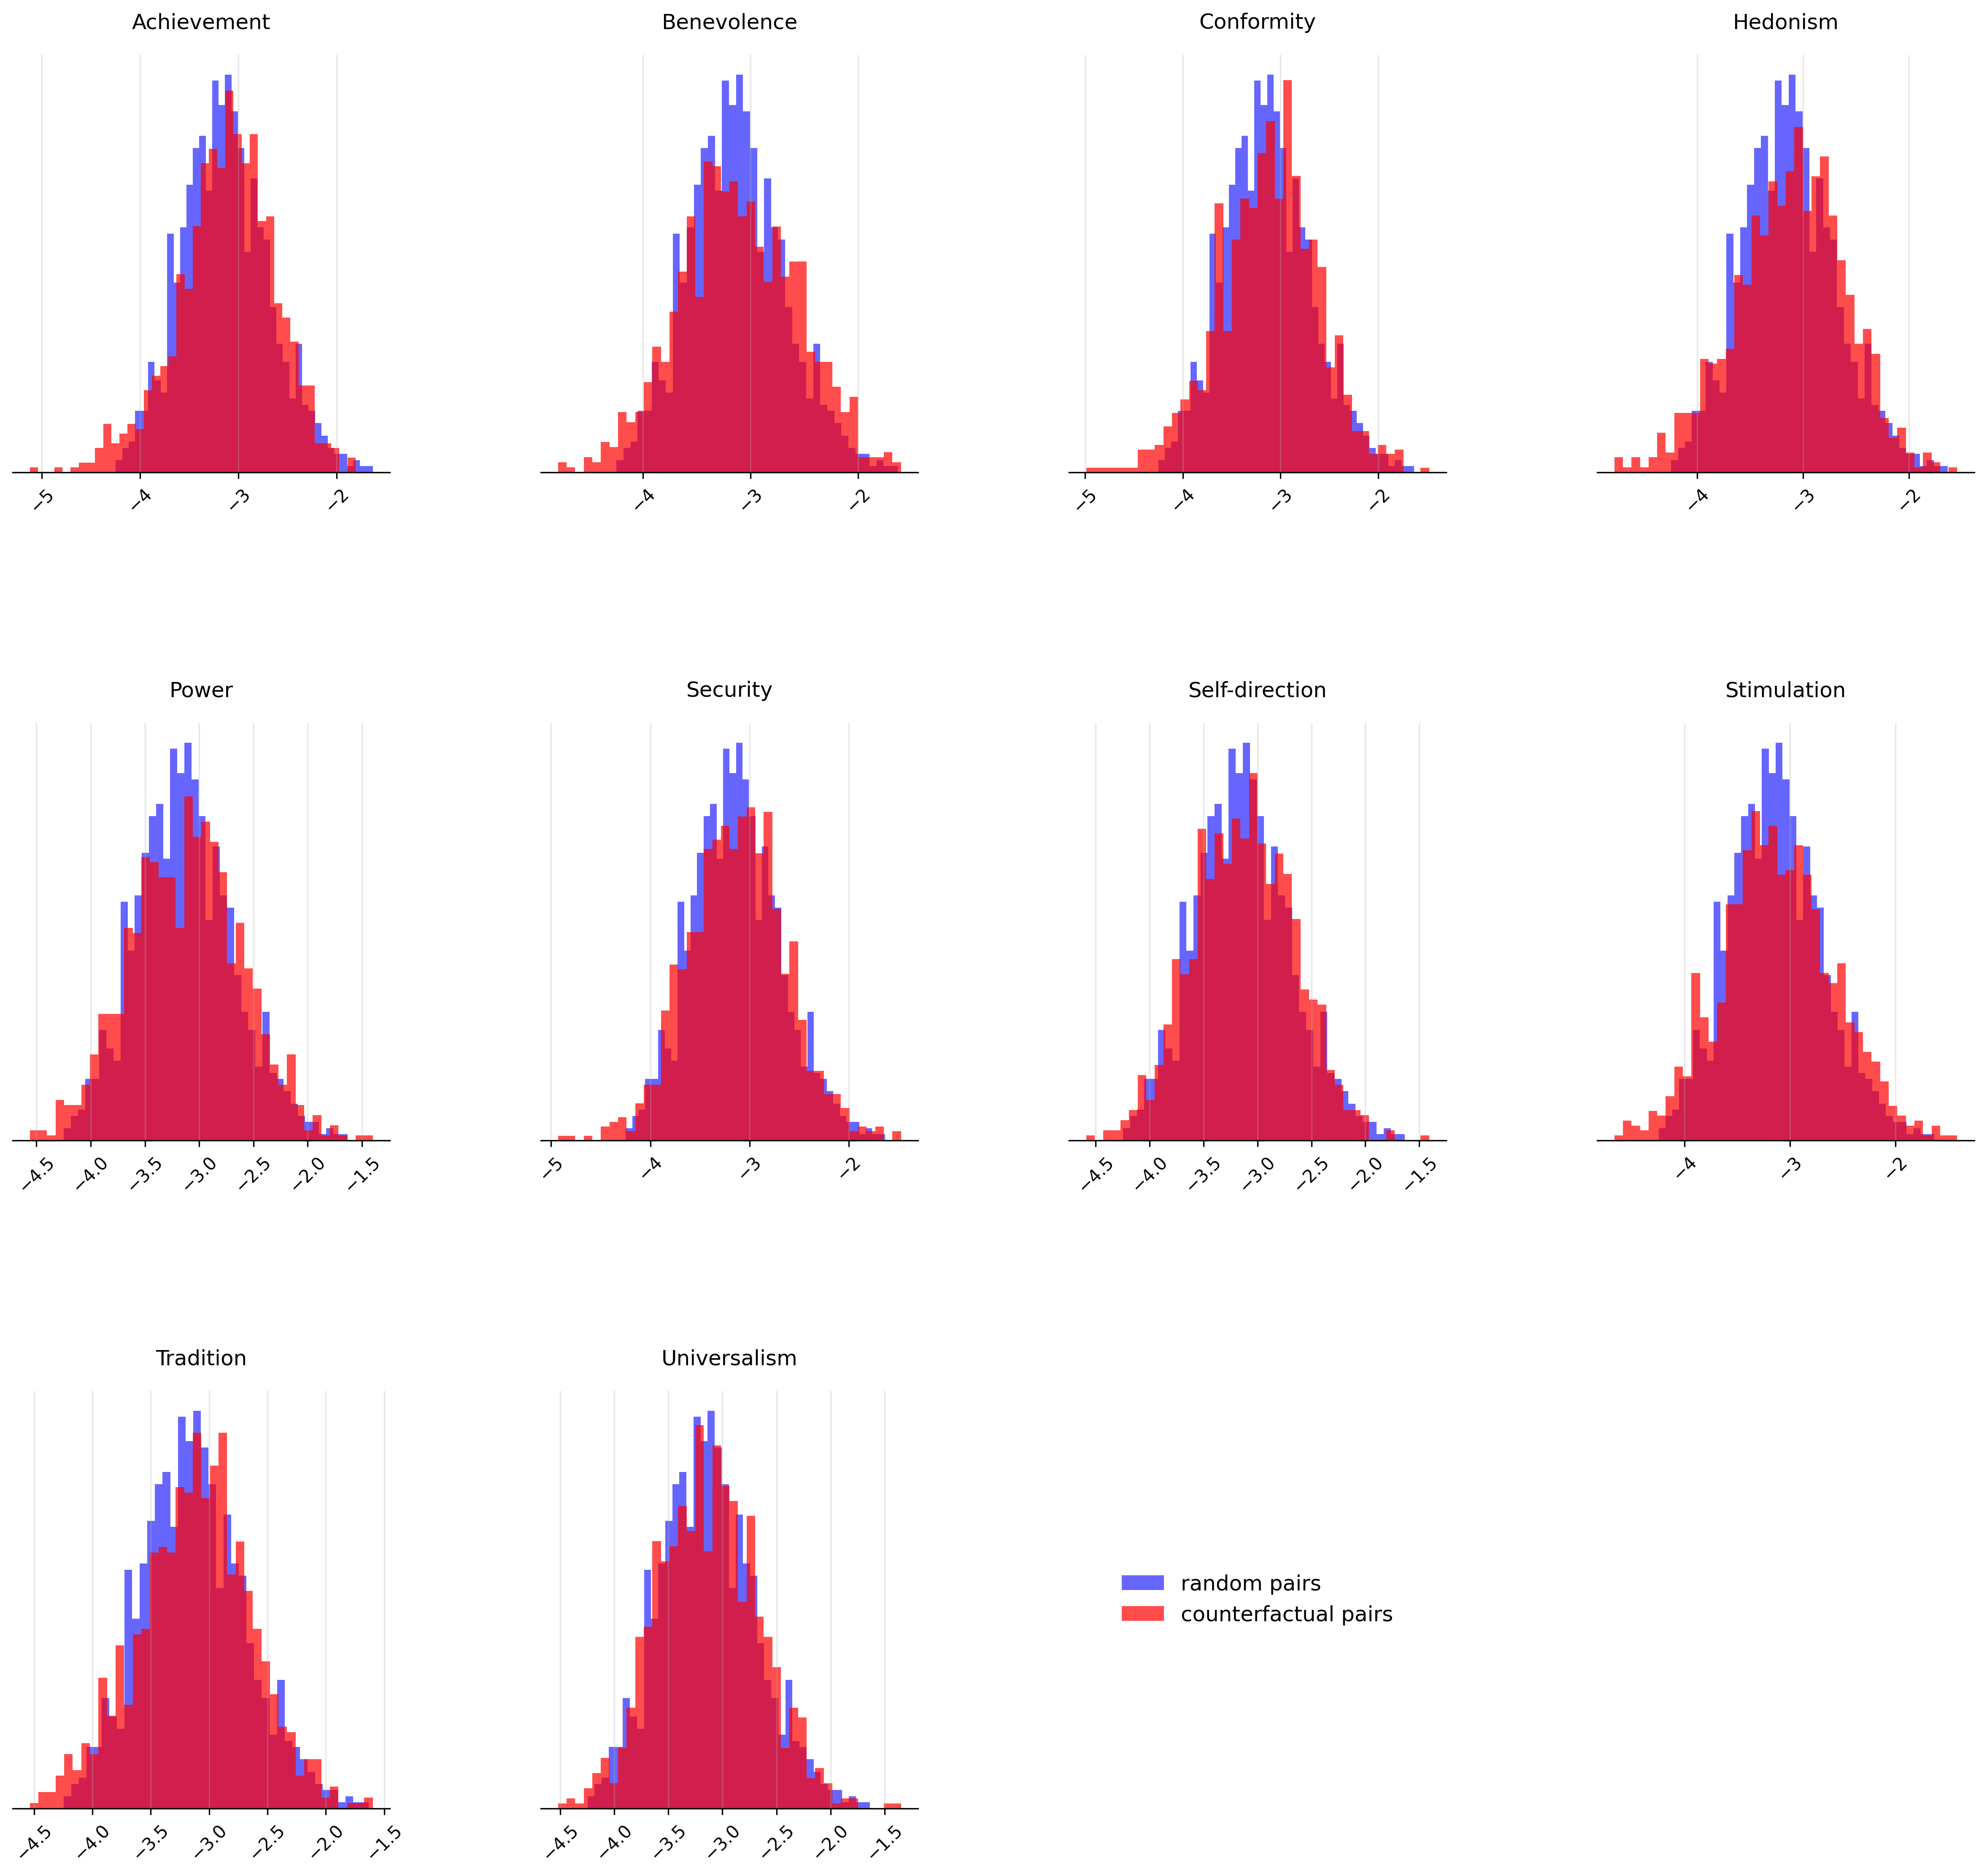 Achievement
Benevolence
Conformity
Hedonism
−5 −4 −3 −2
−4 −3 −2
−5 −4 −3 −2
−4 −3 −2
Power
Security
Self-direction
Stimulation
−4.5 −4.0 −3.5 −3.0 −2.5 −2.0 −1.5
−5 −4 −3 −2
−4.5 −4.0 −3.5 −3.0 −2.5 −2.0 −1.5
−4 −3 −2
Tradition
Universalism
random pairs
counterfactual pairs
−4.5 −4.0 −3.5 −3.0 −2.5 −2.0 −1.5
−4.5 −4.0 −3.5 −3.0 −2.5 −2.0 −1.5